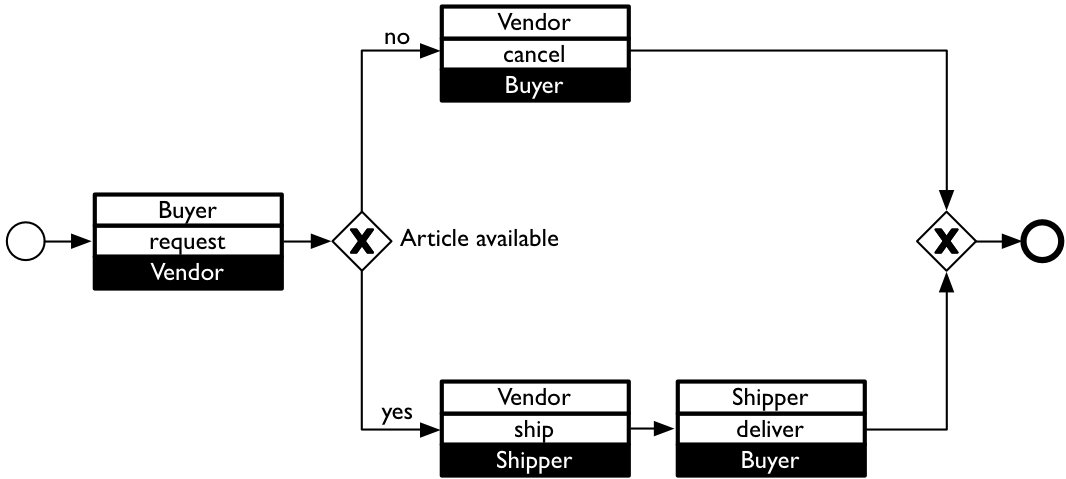 Vendor
cancel
Buyer
no
Buyer
request
Vendor
X
Article available
X
yes
Vendor
ship
Shipper
Shipper
deliver
Buyer